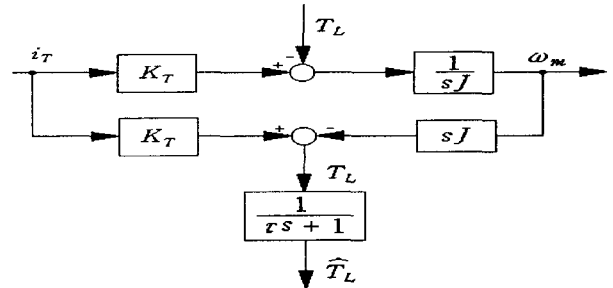 T_L
i_T
K_T
+ -
1
sJ
ω_m
K_T
+
-
sJ
T_L
1
τs + 1
T̂_L